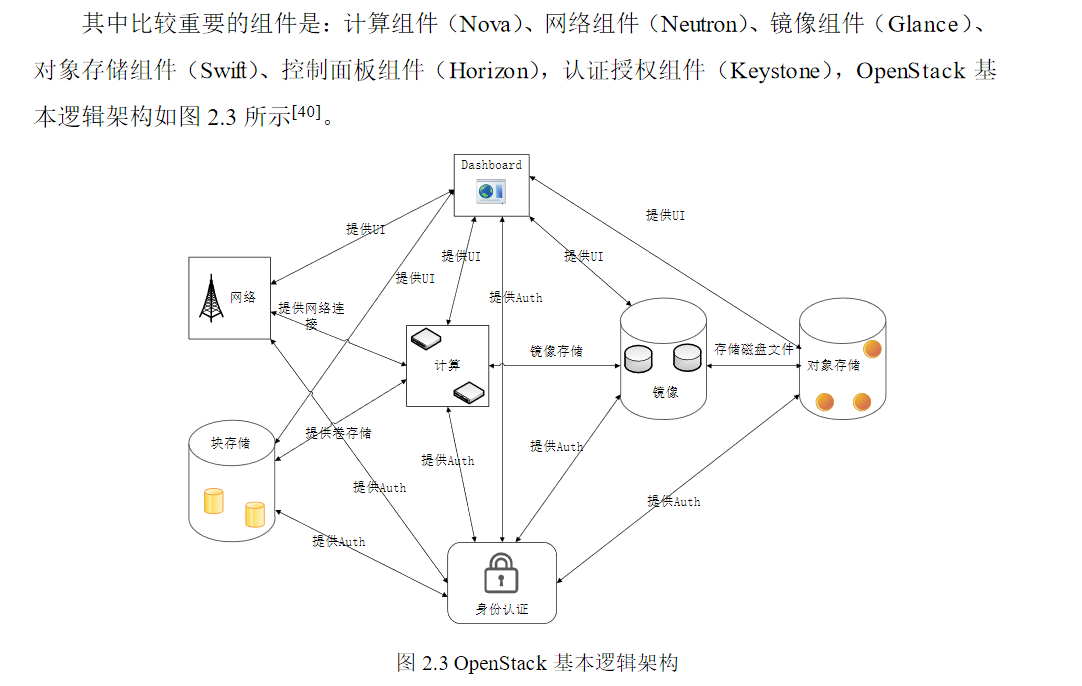 其中比较重要的组件是：计算组件（Nova）、网络组件（Neutron）、镜像组件（Glance）、
对象存储组件（Swift）、控制面板组件（Horizon），认证授权组件（Keystone），OpenStack 基
本逻辑架构如图 2.3 所示[40]。
Dashboard
提供UI
提供UI
提供UI
提供UI
提供UI
提供Auth
网络
提供网络连
接
计算
镜像存储
镜像
存储磁盘文件
对象存储
块存储
提供卷存储
提供Auth
提供Auth
提供Auth
提供Auth
提供Auth
身份认证
图 2.3 OpenStack 基本逻辑架构